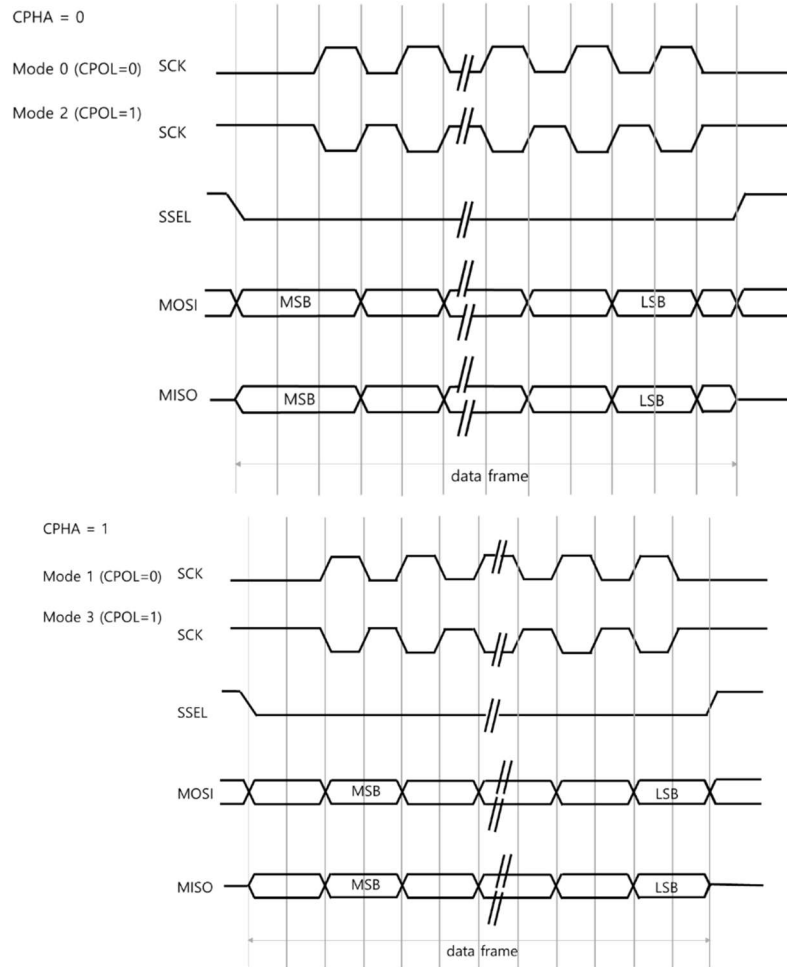 CPHA = 0
Mode 0 (CPOL=0) SCK
Mode 2 (CPOL=1)
SCK
SSEL
MOSI MSB LSB
MISO MSB LSB
data frame
CPHA = 1
Mode 1 (CPOL=0) SCK
Mode 3 (CPOL=1)
SCK
SSEL
MOSI MSB LSB
MISO MSB LSB
data frame